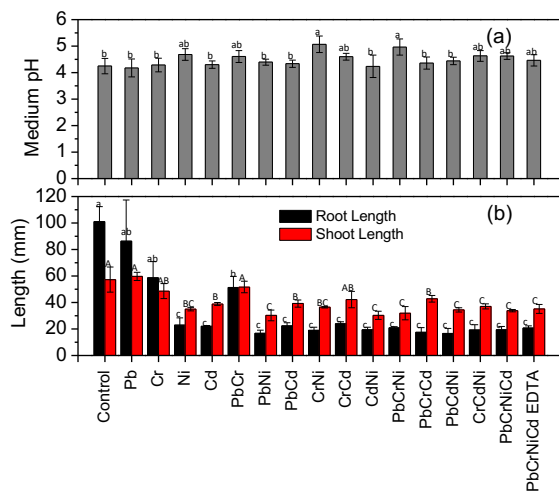 (a)
Medium pH
6
5
4
3
2
1
0
b b b ab b ab b b a ab b a b b ab ab ab
(b)
Root Length
Shoot Length
Length (mm)
120
100
80
60
40
20
0
a A ab A ab AB c BC c B b A c C c B c BC c AB c C c C c B c C c C c C c C
Control
Pb
Cr
Ni
Cd
PbCr
PbNi
PbCd
CrNi
CrCd
CdNi
PbCrNi
PbCrCd
PbCdNi
CrCdNi
PbCrNiCd
PbCrNiCd EDTA